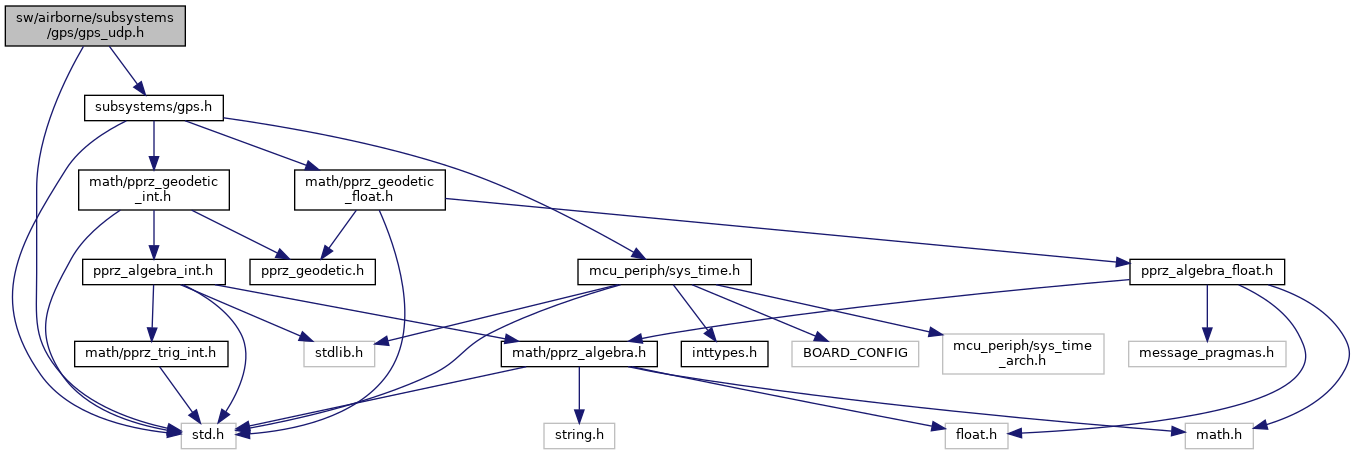 sw/airborne/subsystems
/gps/gps_udp.h
subsystems/gps.h
math/pprz_geodetic
_int.h
math/pprz_geodetic
_float.h
pprz_algebra_int.h
pprz_geodetic.h
mcu_periph/sys_time.h
pprz_algebra_float.h
math/pprz_trig_int.h
stdlib.h
math/pprz_algebra.h
inttypes.h
BOARD_CONFIG
mcu_periph/sys_time
_arch.h
message_pragmas.h
std.h
string.h
float.h
math.h